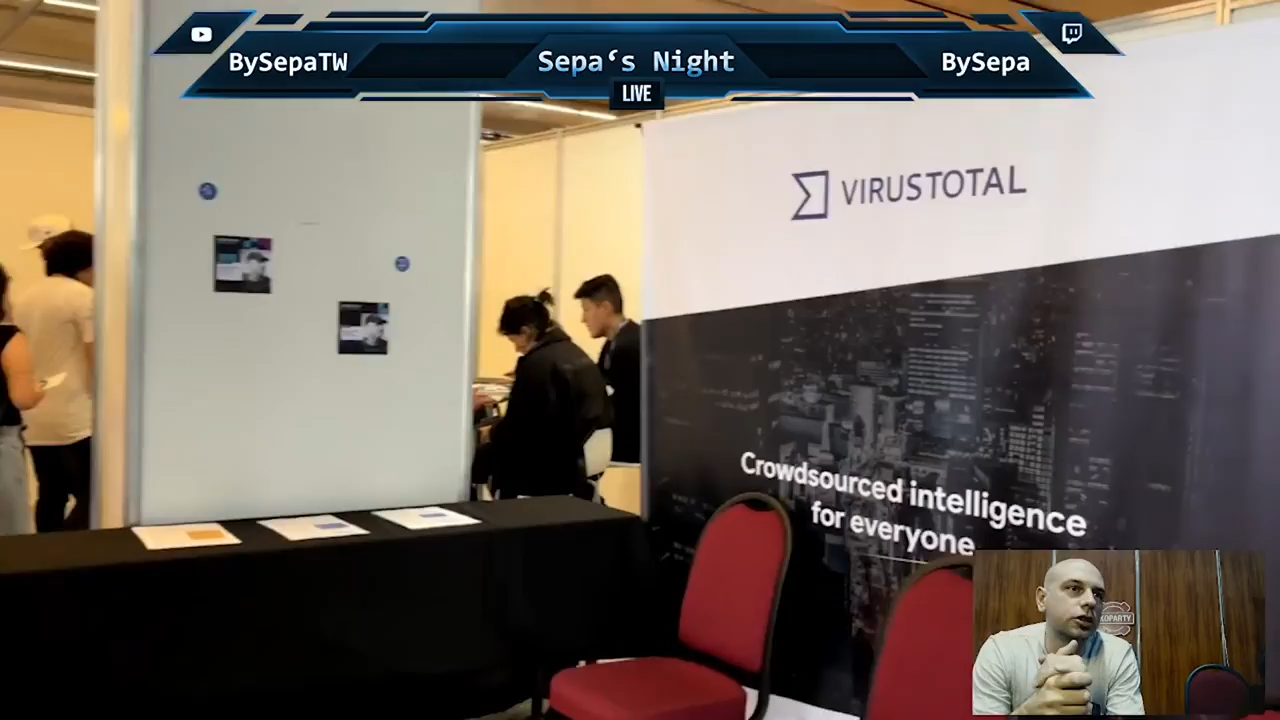 BySepaTW
Sepa‘s Night
BySepa
LIVE
VIRUSTOTAL
Crowdsourced intelligence
for everyone